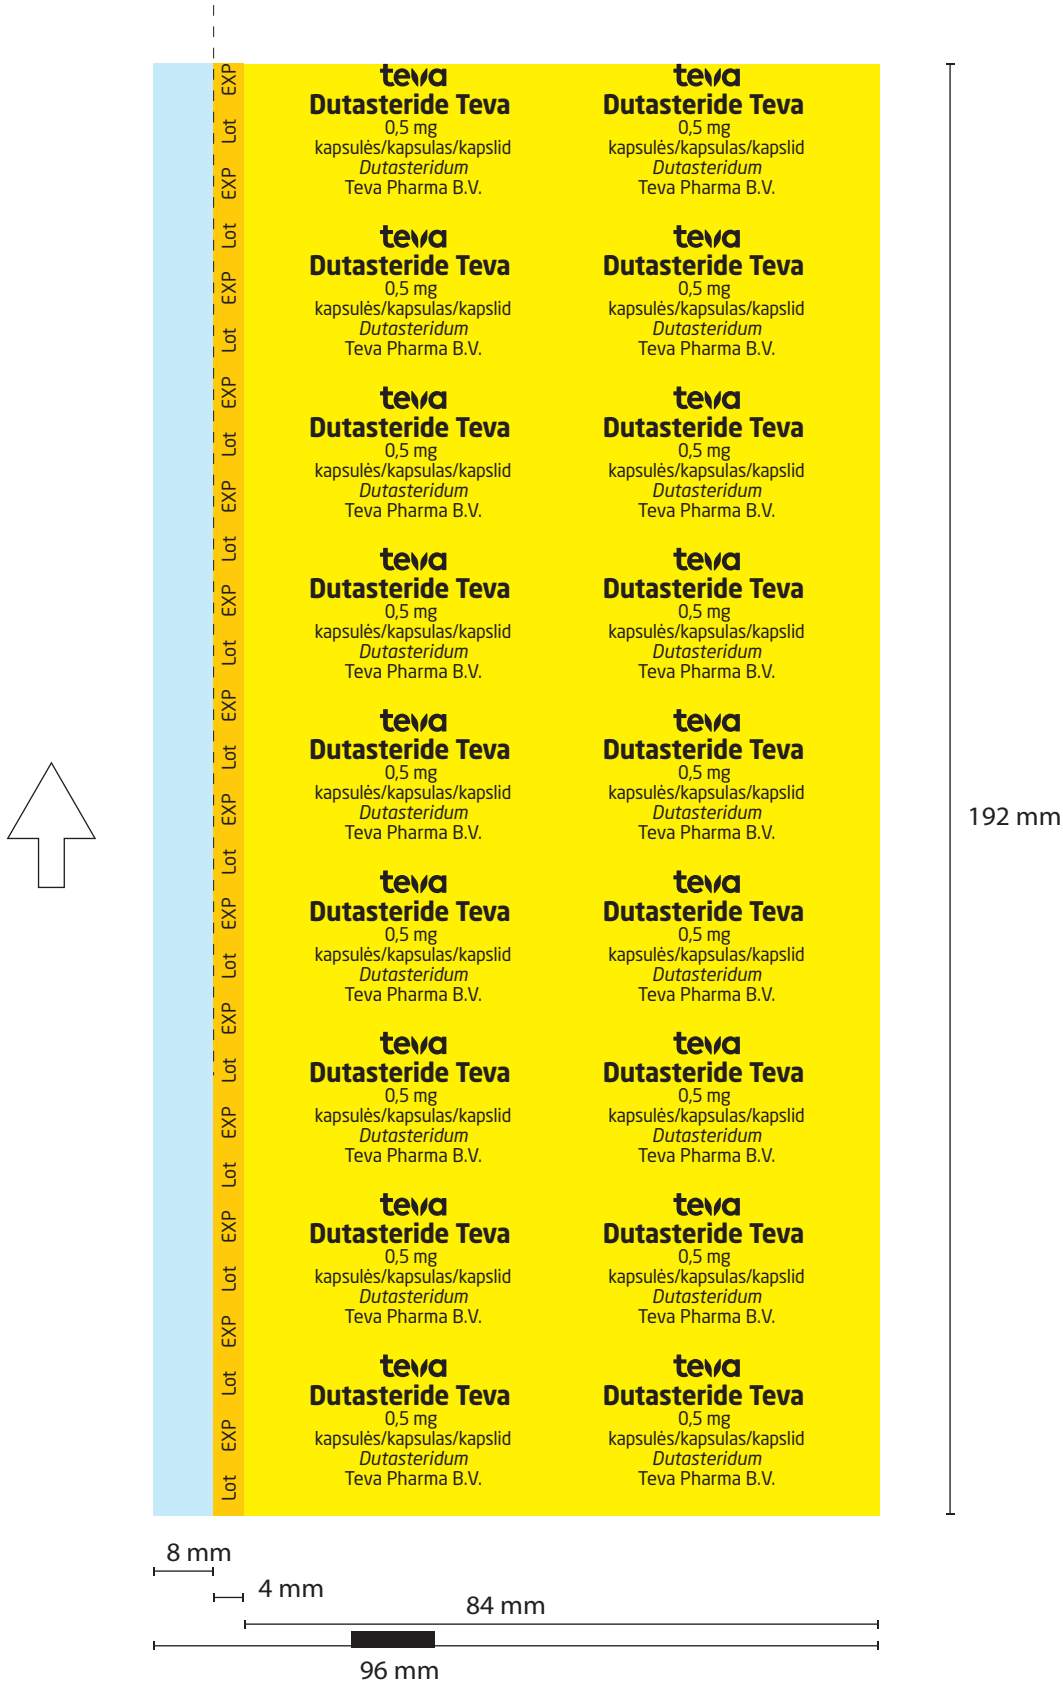 EXP
Lot
EXP
Lot
EXP
Lot
EXP
Lot
EXP
Lot
EXP
Lot
EXP
Lot
EXP
Lot
EXP
Lot
EXP
Lot
EXP
Lot
EXP
Lot
EXP
Lot
EXP
Lot
teva teva
Dutasteride Teva Dutasteride Teva
0,5 mg 0,5 mg
kapsulės/kapsulas/kapslid kapsulės/kapsulas/kapslid
Dutasteridum Dutasteridum
Teva Pharma B.V. Teva Pharma B.V.
teva teva
Dutasteride Teva Dutasteride Teva
0,5 mg 0,5 mg
kapsulės/kapsulas/kapslid kapsulės/kapsulas/kapslid
Dutasteridum Dutasteridum
Teva Pharma B.V. Teva Pharma B.V.
teva teva
Dutasteride Teva Dutasteride Teva
0,5 mg 0,5 mg
kapsulės/kapsulas/kapslid kapsulės/kapsulas/kapslid
Dutasteridum Dutasteridum
Teva Pharma B.V. Teva Pharma B.V.
teva teva
Dutasteride Teva Dutasteride Teva
0,5 mg 0,5 mg
kapsulės/kapsulas/kapslid kapsulės/kapsulas/kapslid
Dutasteridum Dutasteridum
Teva Pharma B.V. Teva Pharma B.V.
teva teva
Dutasteride Teva Dutasteride Teva
0,5 mg 0,5 mg
kapsulės/kapsulas/kapslid kapsulės/kapsulas/kapslid
Dutasteridum Dutasteridum
Teva Pharma B.V. Teva Pharma B.V.
teva teva
Dutasteride Teva Dutasteride Teva
0,5 mg 0,5 mg
kapsulės/kapsulas/kapslid kapsulės/kapsulas/kapslid
Dutasteridum Dutasteridum
Teva Pharma B.V. Teva Pharma B.V.
teva teva
Dutasteride Teva Dutasteride Teva
0,5 mg 0,5 mg
kapsulės/kapsulas/kapslid kapsulės/kapsulas/kapslid
Dutasteridum Dutasteridum
Teva Pharma B.V. Teva Pharma B.V.
teva teva
Dutasteride Teva Dutasteride Teva
0,5 mg 0,5 mg
kapsulės/kapsulas/kapslid kapsulės/kapsulas/kapslid
Dutasteridum Dutasteridum
Teva Pharma B.V. Teva Pharma B.V.
teva teva
Dutasteride Teva Dutasteride Teva
0,5 mg 0,5 mg
kapsulės/kapsulas/kapslid kapsulės/kapsulas/kapslid
Dutasteridum Dutasteridum
Teva Pharma B.V. Teva Pharma B.V.
192 mm
8 mm
4 mm
84 mm
96 mm